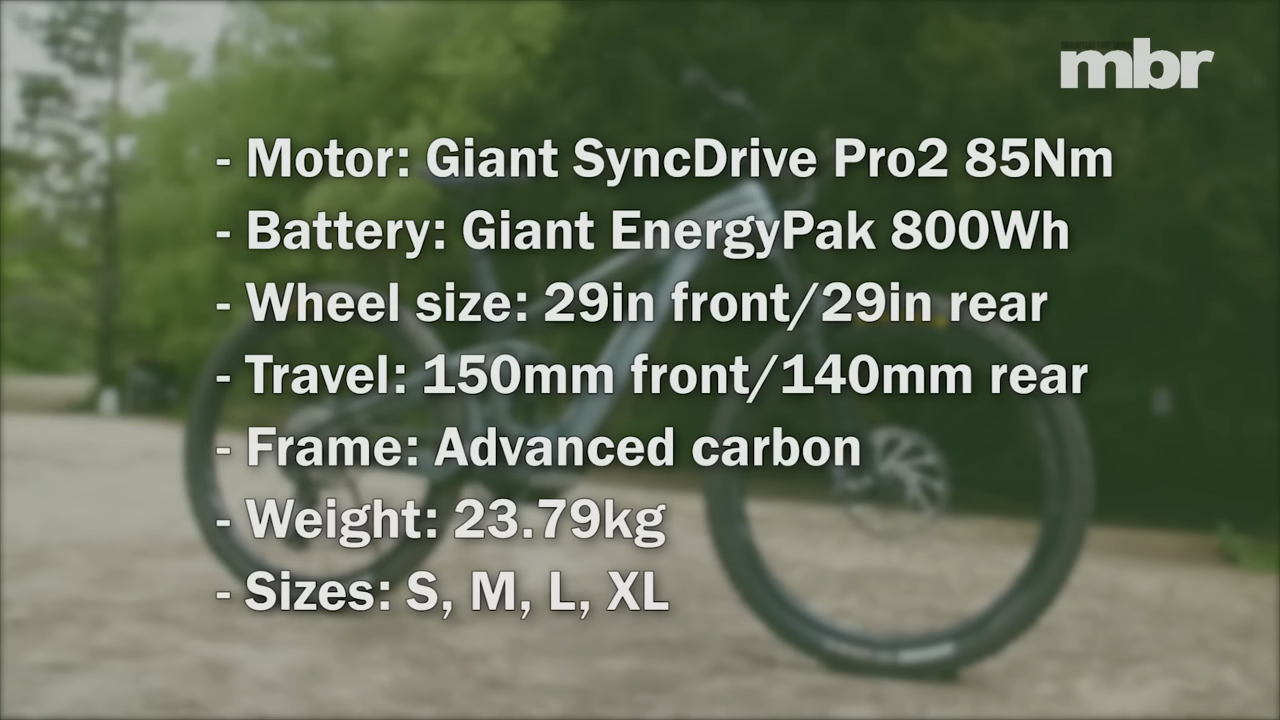 mbr
- Motor: Giant SyncDrive Pro2 85Nm
- Battery: Giant EnergyPak 800Wh
- Wheel size: 29in front/29in rear
- Travel: 150mm front/140mm rear
- Frame: Advanced carbon
- Weight: 23.79kg
- Sizes: S, M, L, XL